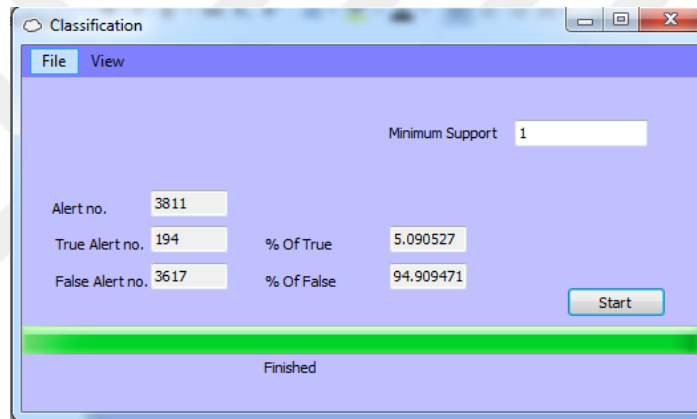 Classification
File View
Minimum Support 1
Alert no. 3811
True Alert no. 194 % Of True 5.090527
False Alert no. 3617 % Of False 94.909471
Start
Finished